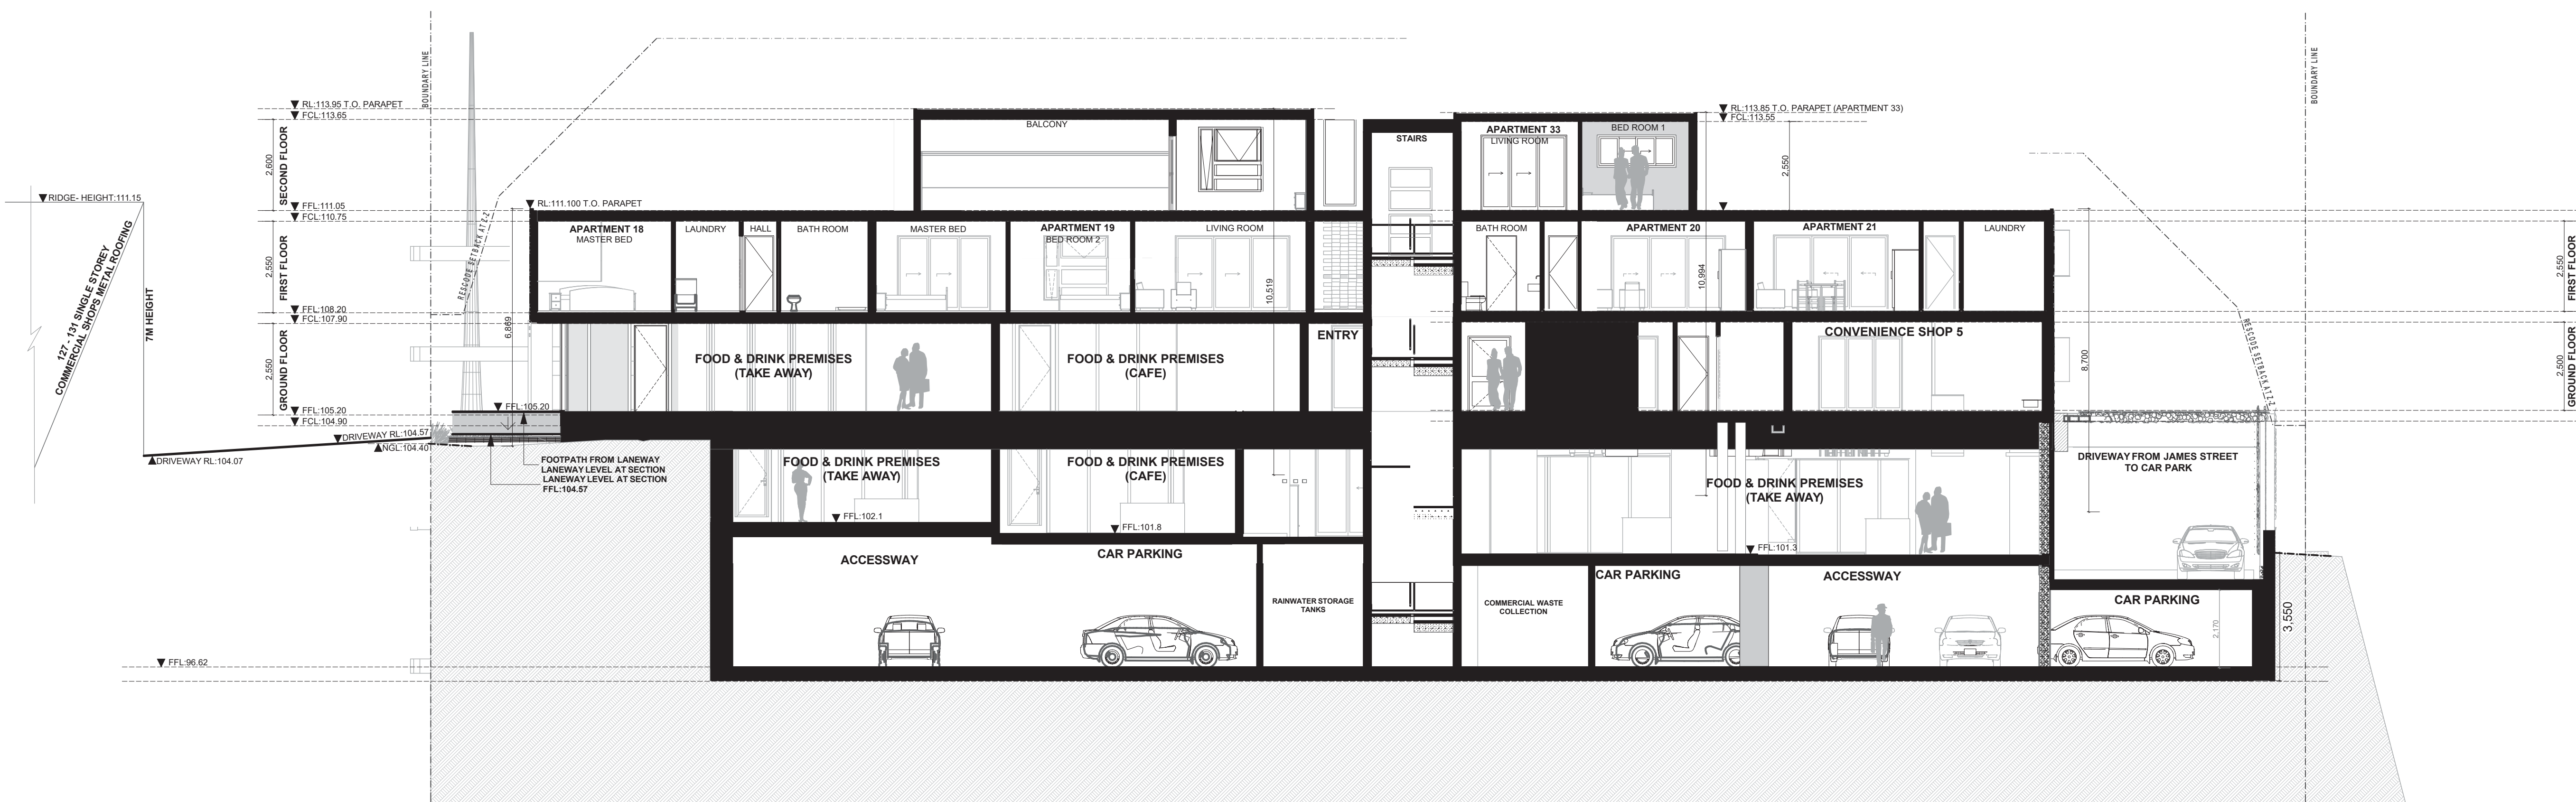 BOUNDARY LINE
BOUNDARY LINE
RL:113.95 T.O. PARAPET
FCL:113.65
2,600
SECOND FLOOR
RIDGE- HEIGHT:111.15
FFL:111.05
FCL:110.75
127 - 131 SINGLE STOREY
COMMERCIAL SHOPS METAL ROOFING
7M HEIGHT
2,550
FIRST FLOOR
RESCODE SETBACK AT Z-Z
FFL:108.20
FCL:107.90
2,550
GROUND FLOOR
6,869
FFL:105.20
FCL:104.90
FFL:105.20
DRIVEWAY RL:104.57
NGL:104.40
DRIVEWAY RL:104.07
FOOTPATH FROM LANEWAY
LANEWAY LEVEL AT SECTION
LANEWAY LEVEL AT SECTION
FFL:104.57
FFL:96.62
BALCONY
STAIRS
APARTMENT 33
LIVING ROOM
BED ROOM 1
RL:113.85 T.O. PARAPET (APARTMENT 33)
FCL:113.55
2,550
RL:111.100 T.O. PARAPET
APARTMENT 18
MASTER BED
LAUNDRY
HALL
BATH ROOM
MASTER BED
APARTMENT 19
BED ROOM 2
LIVING ROOM
10,519
BATH ROOM
APARTMENT 20
10,994
APARTMENT 21
LAUNDRY
FOOD & DRINK PREMISES
(TAKE AWAY)
FOOD & DRINK PREMISES
(CAFE)
ENTRY
CONVENIENCE SHOP 5
8,700
RESCODE SETBACK AT Z-Z
2,550
FIRST FLOOR
2,500
GROUND FLOOR
FOOD & DRINK PREMISES
(TAKE AWAY)
FFL:102.1
FOOD & DRINK PREMISES
(CAFE)
FFL:101.8
FOOD & DRINK PREMISES
(TAKE AWAY)
FFL:101.3
DRIVEWAY FROM JAMES STREET
TO CAR PARK
ACCESSWAY
CAR PARKING
RAINWATER STORAGE
TANKS
COMMERCIAL WASTE
COLLECTION
CAR PARKING
ACCESSWAY
CAR PARKING
2,170
3,550